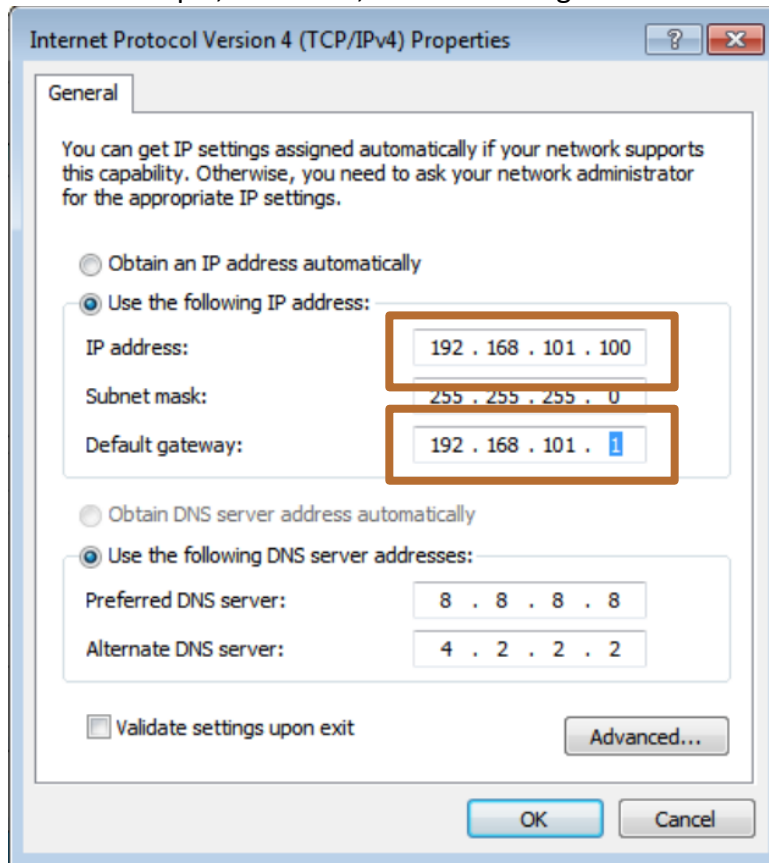 Internet Protocol Version 4 (TCP/IPv4) Properties
General
You can get IP settings assigned automatically if your network supports
this capability. Otherwise, you need to ask your network administrator
for the appropriate IP settings.
Obtain an IP address automatically
Use the following IP address:
IP address: 192 . 168 . 101 . 100
Subnet mask: 255 . 255 . 255 . 0
Default gateway: 192 . 168 . 101 . 1
Obtain DNS server address automatically
Use the following DNS server addresses:
Preferred DNS server: 8 . 8 . 8 . 8
Alternate DNS server: 4 . 2 . 2 . 2
Validate settings upon exit
Advanced...
OK Cancel